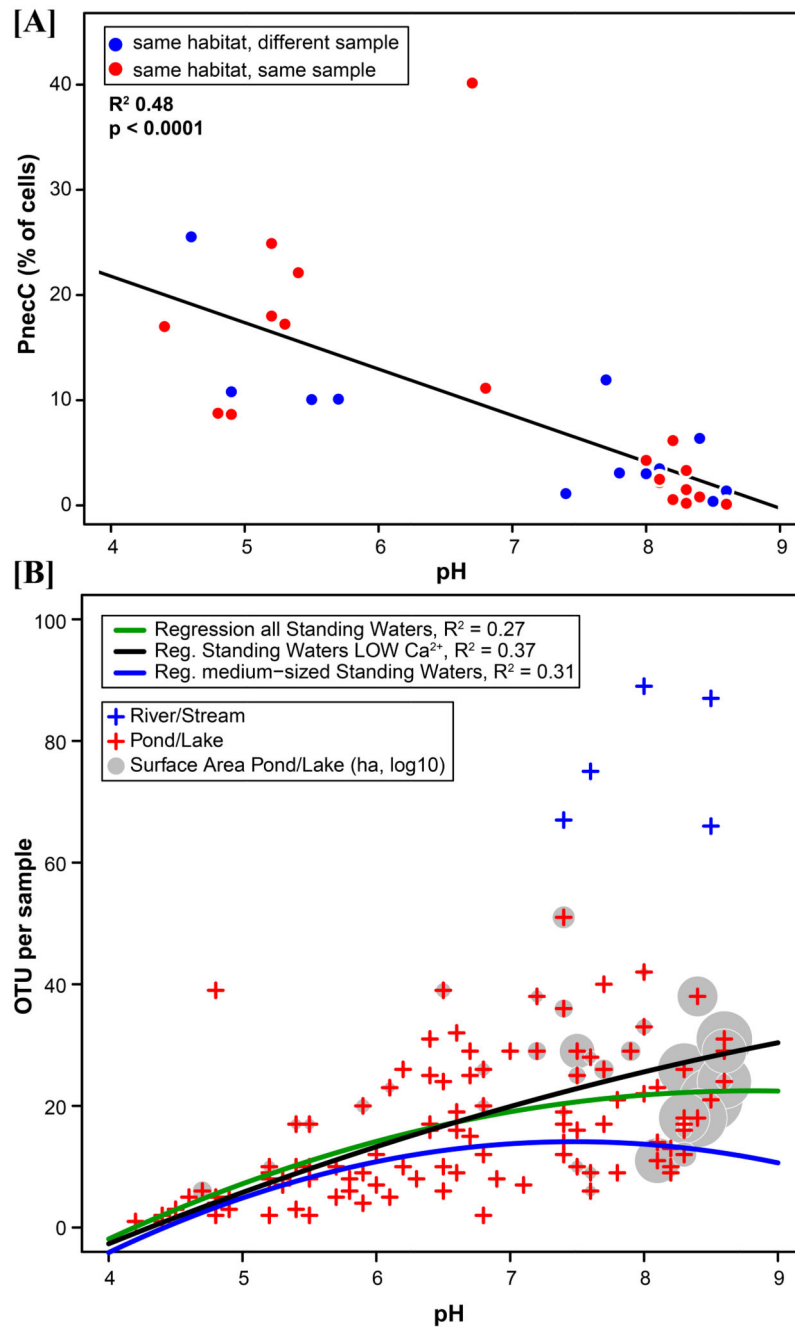 [A]
same habitat, different sample
same habitat, same sample
R² 0.48
p < 0.0001
PnecC (% of cells)
40
30
20
10
0
4 5 6 7 8 9
pH
[B]
Regression all Standing Waters, R² = 0.27
Reg. Standing Waters LOW Ca²⁺, R² = 0.37
Reg. medium−sized Standing Waters, R² = 0.31
River/Stream
Pond/Lake
Surface Area Pond/Lake (ha, log10)
OTU per sample
100
80
60
40
20
0
4 5 6 7 8 9
pH